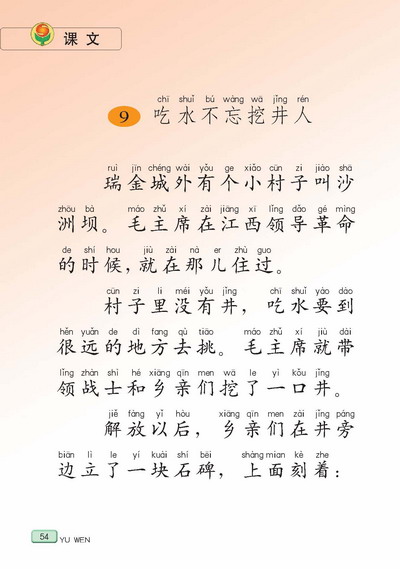 课文
chī shuǐ bú wàng wā jǐng rén
9 吃水不忘挖井人
ruì jīn chéng wài yǒu ge xiǎo cūn zi jiào shā
瑞金城外有个小村子叫沙
zhōu bà máo zhǔ xí zài jiāng xī lǐng dǎo gé mìng
洲坝。毛主席在江西领导革命
de shí hou jiù zài nà er zhù guo
的时候，就在那儿住过。
cūn zi li méi yǒu jǐng chī shuǐ yào dào
村子里没有井，吃水要到
hěn yuǎn de dì fang qù tiāo máo zhǔ xí jiù dài
很远的地方去挑。毛主席就带
lǐng zhàn shì hé xiāng qīn men wā le yì kǒu jǐng
领战士和乡亲们挖了一口井。
jiě fàng yǐ hòu xiāng qīn men zài jǐng páng
解放以后，乡亲们在井旁
biān lì le yí kuài shí bēi shàng mian kè zhe
边立了一块石碑，上面刻着：
54 YU WEN